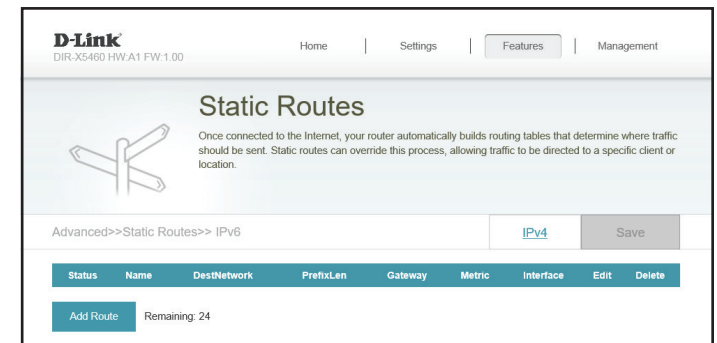 D-Link
DIR-X5460 HW:A1 FW:1.00
Home | Settings | Features | Management
Static Routes
Once connected to the Internet, your router automatically builds routing tables that determine where traffic
should be sent. Static routes can override this process, allowing traffic to be directed to a specific client or
location.
Advanced>>Static Routes>> IPv6 IPv4 Save
Status Name DestNetwork PrefixLen Gateway Metric Interface Edit Delete
Add Route Remaining: 24